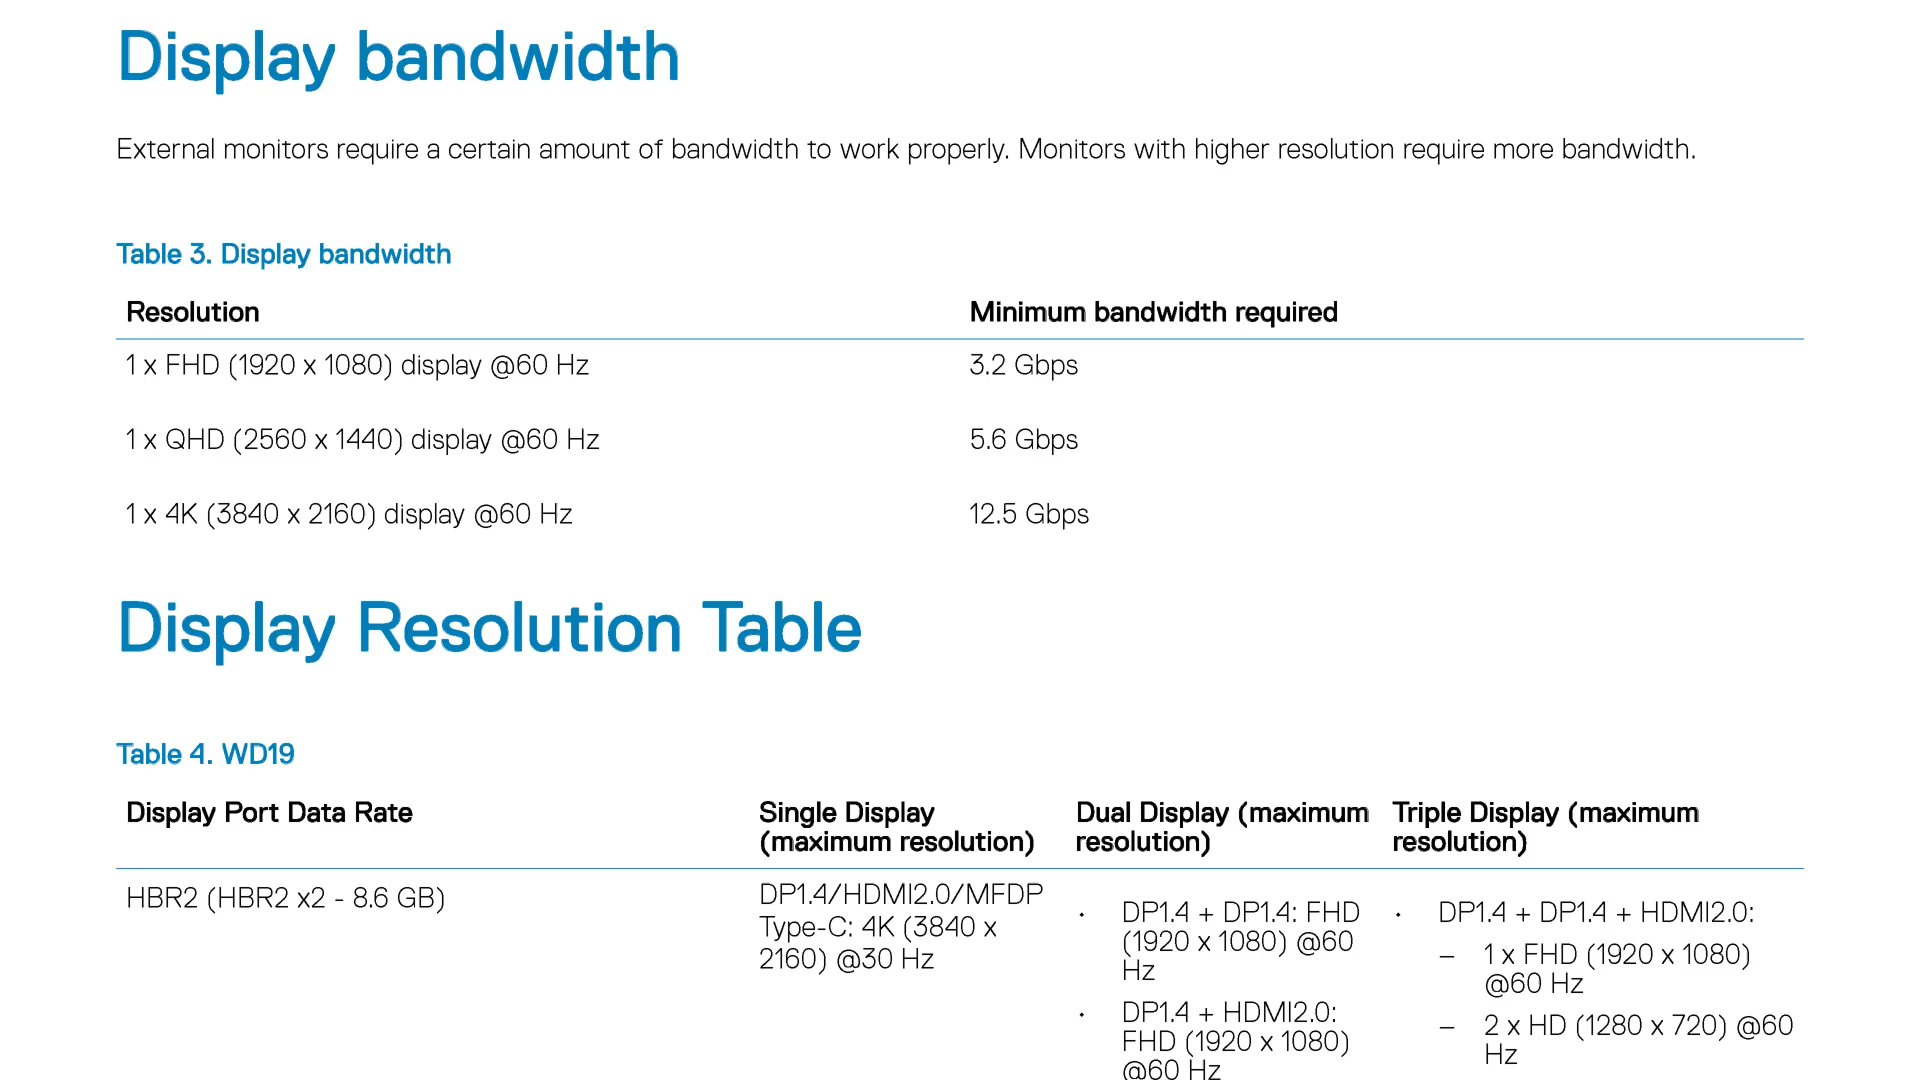 Display bandwidth
External monitors require a certain amount of bandwidth to work properly. Monitors with higher resolution require more bandwidth.
Table 3. Display bandwidth
Resolution Minimum bandwidth required
1 x FHD (1920 x 1080) display @60 Hz 3.2 Gbps
1 x QHD (2560 x 1440) display @60 Hz 5.6 Gbps
1 x 4K (3840 x 2160) display @60 Hz 12.5 Gbps
Display Resolution Table
Table 4. WD19
Display Port Data Rate
Single Display
(maximum resolution)
Dual Display (maximum
resolution)
Triple Display (maximum
resolution)
HBR2 (HBR2 x2 - 8.6 GB)
DP1.4/HDMI2.0/MFDP
Type-C: 4K (3840 x
2160) @30 Hz
• DP1.4 + DP1.4: FHD
(1920 x 1080) @60
Hz
• DP1.4 + HDMI2.0:
FHD (1920 x 1080)
@60 Hz
• DP1.4 + DP1.4 + HDMI2.0:
– 1 x FHD (1920 x 1080)
@60 Hz
– 2 x HD (1280 x 720) @60
Hz